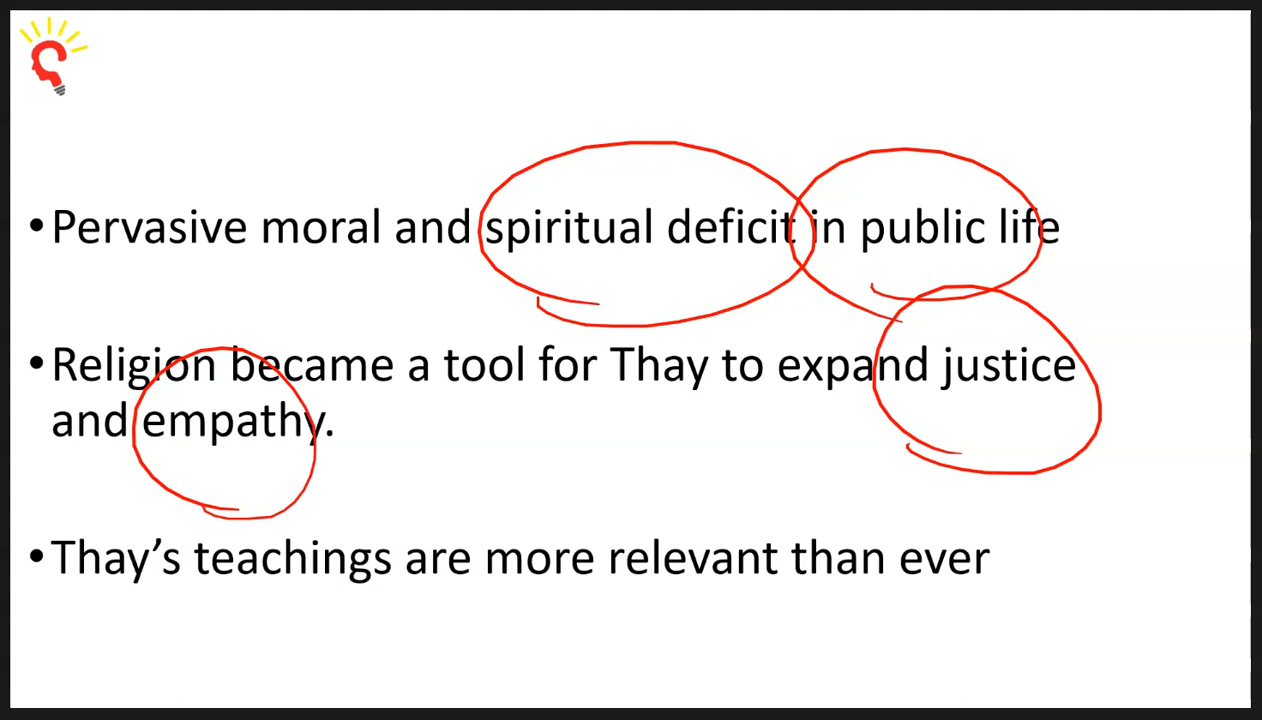 •Pervasive moral and spiritual deficit in public life
•Religion became a tool for Thay to expand justice
and empathy.
•Thay’s teachings are more relevant than ever